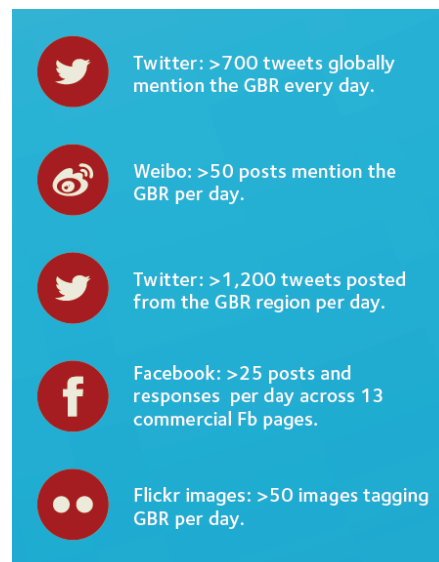 Twitter: >700 tweets globally
mention the GBR every day.
Weibo: >50 posts mention the
GBR per day.
Twitter: >1,200 tweets posted
from the GBR region per day.
Facebook: >25 posts and
responses per day across 13
commercial Fb pages.
Flickr images: >50 images tagging
GBR per day.